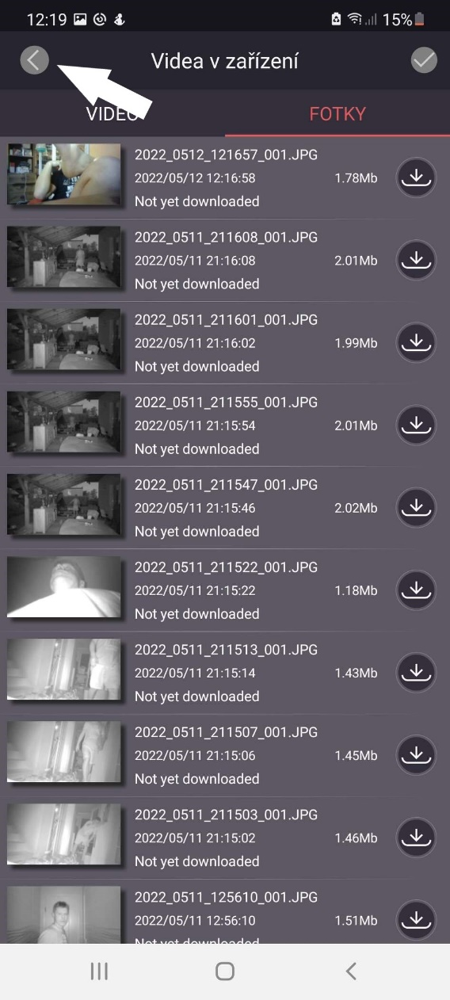 12:19 15%
Videa v zařízení
VIDEO FOTKY
2022_0512_121657_001.JPG
2022/05/12 12:16:58 1.78Mb
Not yet downloaded
2022_0511_211608_001.JPG
2022/05/11 21:16:08 2.01Mb
Not yet downloaded
2022_0511_211601_001.JPG
2022/05/11 21:16:02 1.99Mb
Not yet downloaded
2022_0511_211555_001.JPG
2022/05/11 21:15:54 2.01Mb
Not yet downloaded
2022_0511_211547_001.JPG
2022/05/11 21:15:46 2.02Mb
Not yet downloaded
2022_0511_211522_001.JPG
2022/05/11 21:15:22 1.18Mb
Not yet downloaded
2022_0511_211513_001.JPG
2022/05/11 21:15:14 1.43Mb
Not yet downloaded
2022_0511_211507_001.JPG
2022/05/11 21:15:06 1.45Mb
Not yet downloaded
2022_0511_211503_001.JPG
2022/05/11 21:15:02 1.46Mb
Not yet downloaded
2022_0511_125610_001.JPG
2022/05/11 12:56:10 1.51Mb
Not yet downloaded